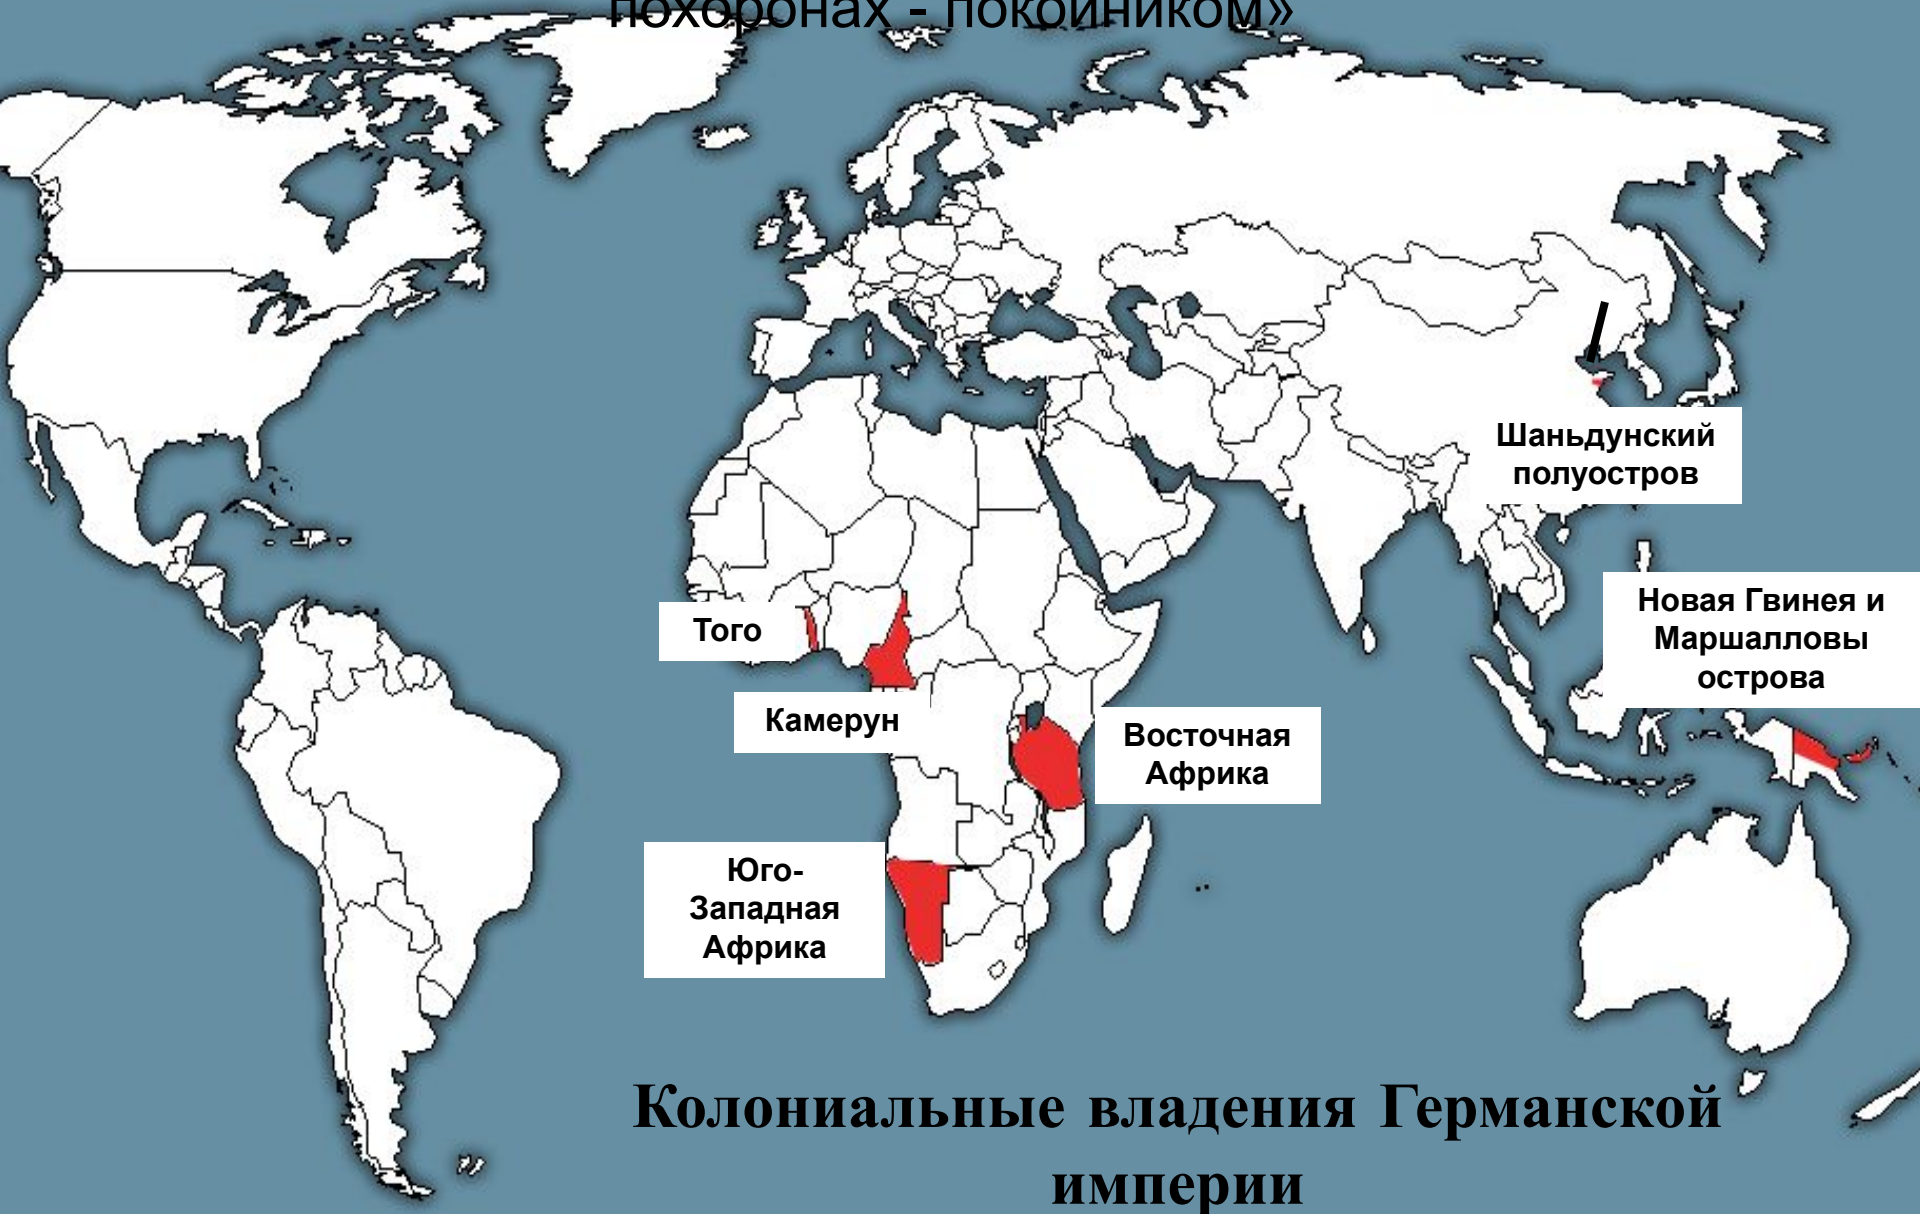 похоронах - покойником»
Шаньдунский
полуостров
Новая Гвинея и
Маршалловы
острова
Того
Камерун
Восточная
Африка
Юго-
Западная
Африка
Колониальные владения Германской
империи